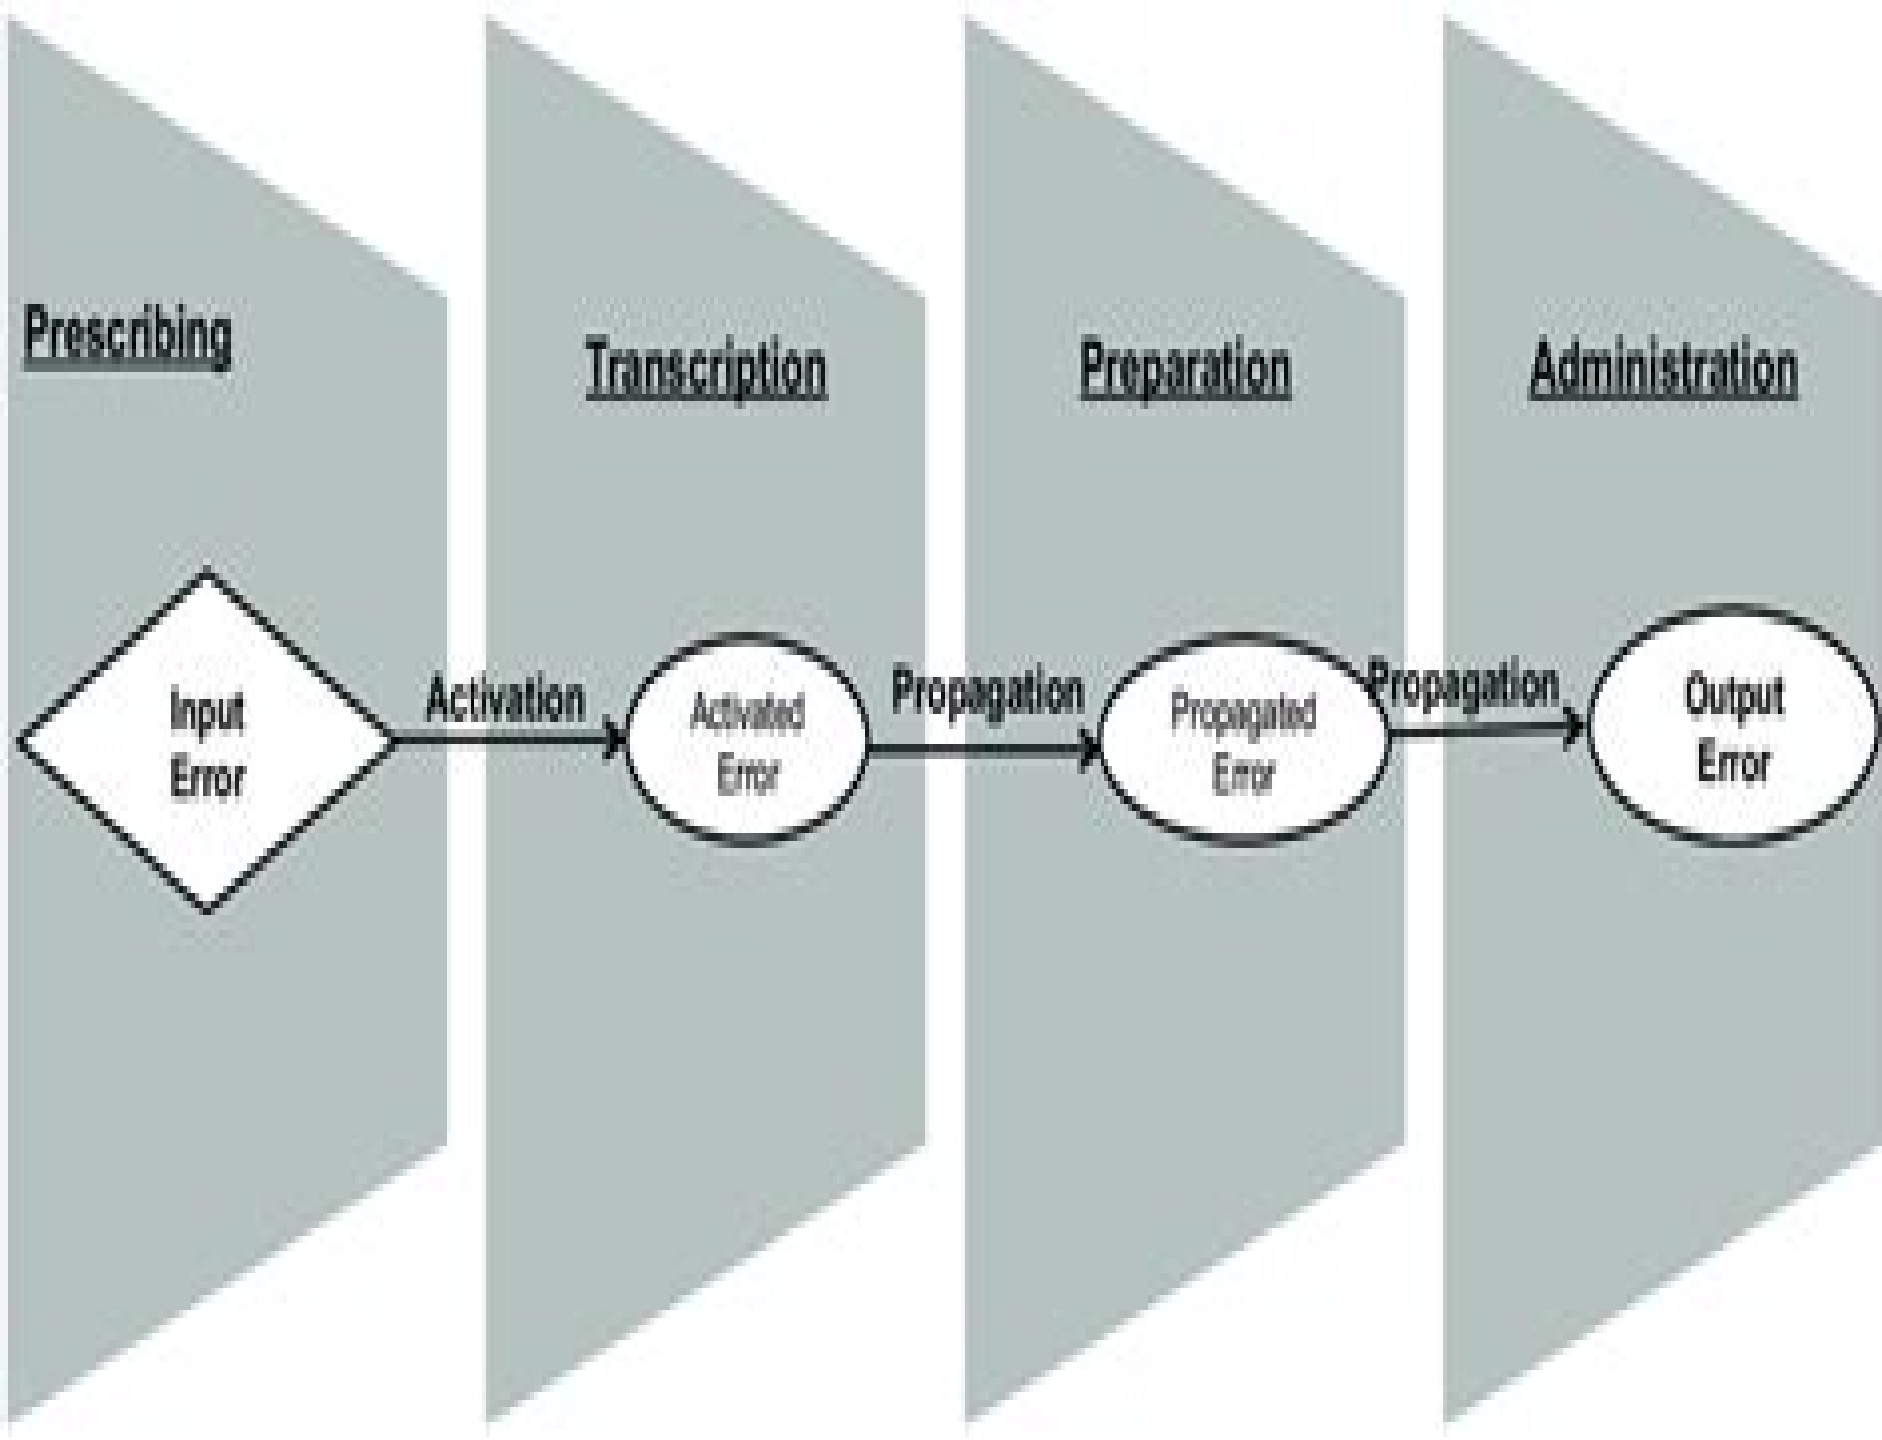 Prescribing
Transcription
Preparation
Administration
Input
Error
Activation
Activated
Error
Propagation
Propagated
Error
Propagation
Output
Error